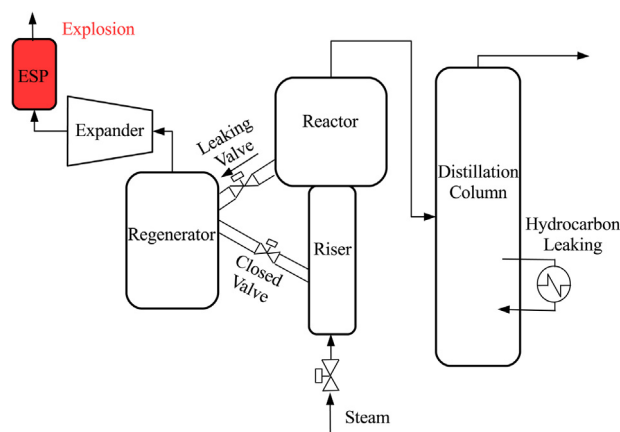 Explosion
ESP
Expander
Leaking
Valve
Reactor
Regenerator
Closed
Valve
Riser
Distillation
Column
Hydrocarbon
Leaking
Steam